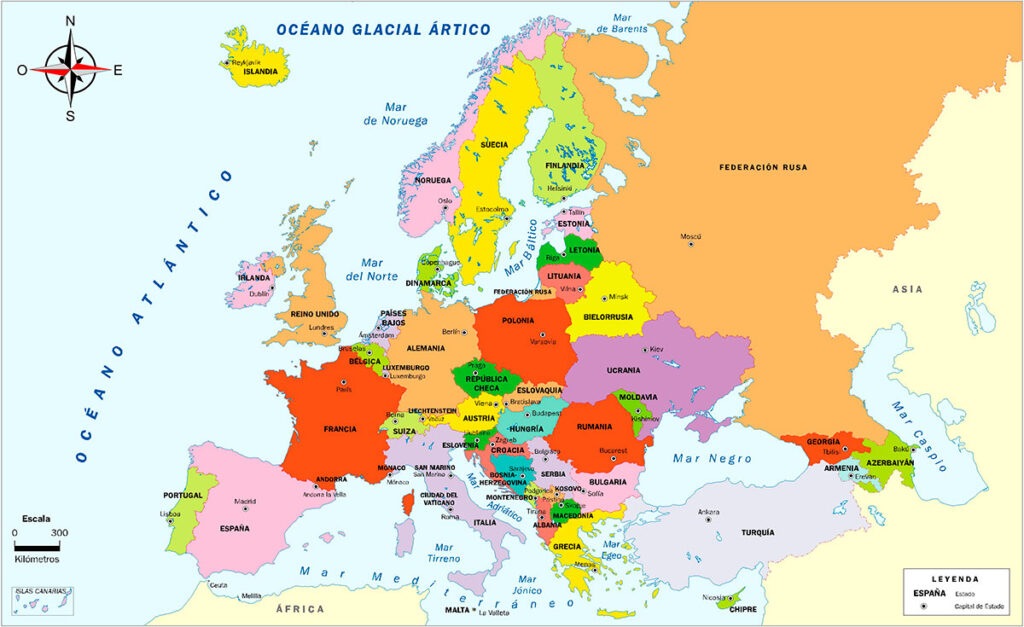 OCÉANO GLACIAL ÁRTICO
Mar
de Barents
N
O
E
S
Reykjavik
ISLANDIA
Mar
de Noruega
SUECIA
FINLANDIA
Helsinki
NORUEGA
Oslo
Estocolmo
FEDERACIÓN RUSA
Moscú
OCÉANO ATLÁNTICO
Tallin
ESTONIA
Mar Báltico
LETONIA
Riga
LITUANIA
Vilna
FEDERACIÓN RUSA
Minsk
BIELORRUSIA
ASIA
Mar
del Norte
Copenhague
DINAMARCA
IRLANDA
Dublín
REINO UNIDO
Londres
PAÍSES
BAJOS
Ámsterdam
Berlín
ALEMANIA
POLONIA
Varsovia
Bruselas
BÉLGICA
LUXEMBURGO
Luxemburgo
Praga
REPÚBLICA
CHECA
Kiev
UCRANIA
París
FRANCIA
ESLOVAQUIA
Bratislava
Viena
AUSTRIA
LIECHTENSTEIN
Vaduz
Berna
SUIZA
Budapest
HUNGRÍA
MOLDAVIA
Kishinev
RUMANIA
Bucarest
ESLOVENIA
Zagreb
CROACIA
Belgrado
SERBIA
BOSNIA-
HERZEGOVINA
Sarajevo
MONTENEGRO
Podgorica
KOSOVO
Pristina
BULGARIA
Sofía
MACEDONIA
Skopje
Tirana
ALBANIA
MÓNACO
Mónaco
SAN MARINO
San Marino
CIUDAD DEL
VATICANO
Roma
ITALIA
Mar
Adriático
ANDORRA
Andorra la Vella
PORTUGAL
Lisboa
Madrid
ESPAÑA
Mar Negro
Mar Caspio
GEORGIA
Tbilis
ARMENIA
Ereván
AZERBAIYÁN
Bakú
Ankara
TURQUÍA
GRECIA
Atenas
Mar
Egeo
Mar
Tirreno
Mar
Jónico
Mar Mediterráneo
Escala
0 300
Kilómetros
ISLAS CANARIAS
Ceuta
Melilla
ÁFRICA
MALTA
La Valleta
Nicosia
CHIPRE
LEYENDA
ESPAÑA Estado
Capital de Estado